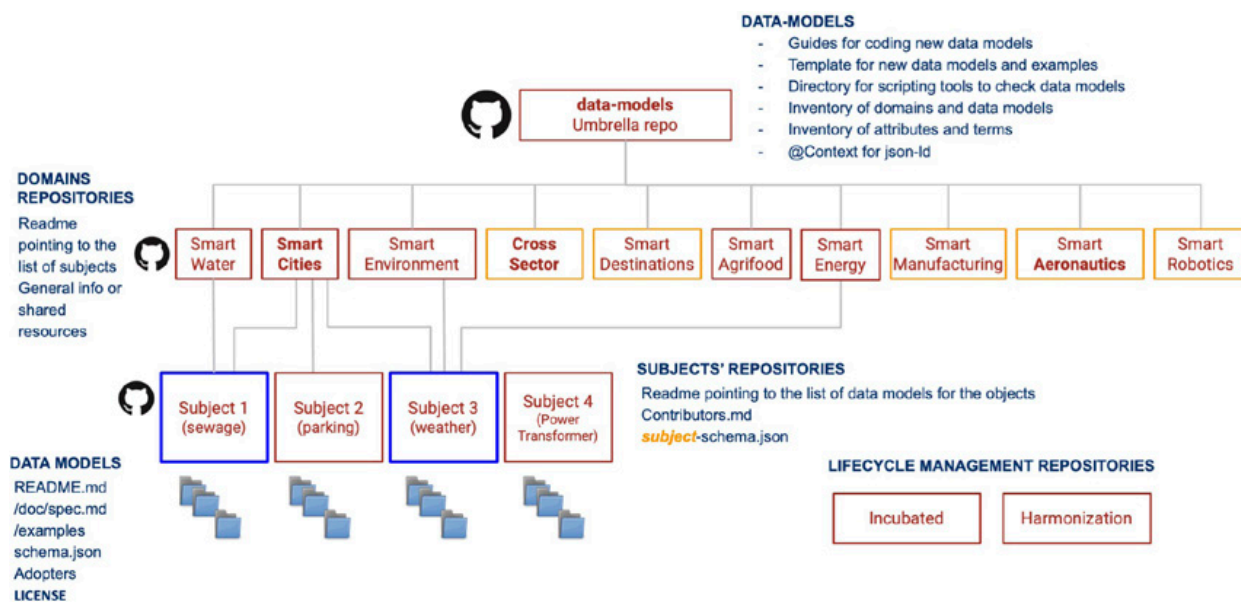 DATA-MODELS
- Guides for coding new data models
- Template for new data models and examples
- Directory for scripting tools to check data models
- Inventory of domains and data models
- Inventory of attributes and terms
- @Context for json-ld
data-models
Umbrella repo
DOMAINS
REPOSITORIES
Readme
pointing to the
list of subjects
General info or
shared
resources
Smart
Water
Smart
Cities
Smart
Environment
Cross
Sector
Smart
Destinations
Smart
Agrifood
Smart
Energy
Smart
Manufacturing
Smart
Aeronautics
Smart
Robotics
Subject 1
(sewage)
Subject 2
(parking)
Subject 3
(weather)
Subject 4
(Power
Transformer)
SUBJECTS' REPOSITORIES
Readme pointing to the list of data models for the objects
Contributors.md
subject-schema.json
DATA MODELS
README.md
/doc/spec.md
/examples
schema.json
Adopters
LICENSE
LIFECYCLE MANAGEMENT REPOSITORIES
Incubated
Harmonization